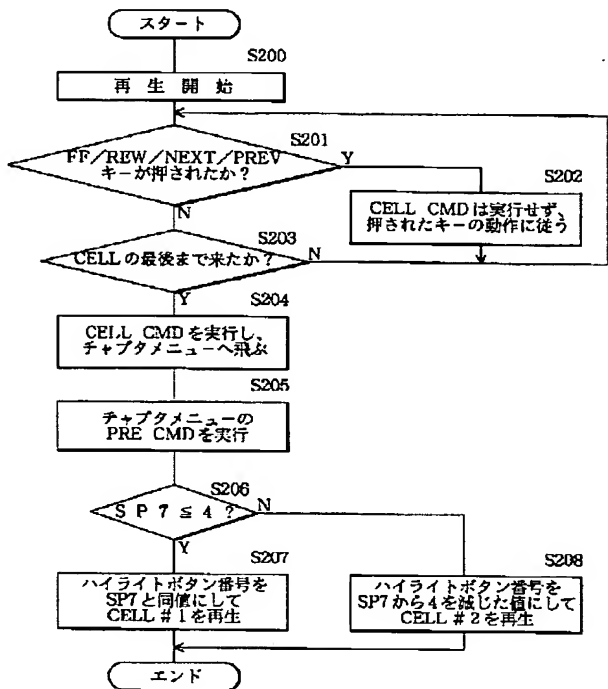 スタート
S200
再 生 開 始
S201
FF／REW／NEXT／PREV
キーが押されたか？
Y
N
S202
CELL CMDは実行せず、
押されたキーの動作に従う
S203
CELLの最後まで来たか？
N
Y
S204
CELL CMDを実行し、
チャプタメニューへ飛ぶ
S205
チャプタメニューの
PRE CMDを実行
S206
S P 7 ≦ 4 ？
N
Y
S207
ハイライトボタン番号を
SP7と同値にして
CELL＃1を再生
S208
ハイライトボタン番号を
SP7から4を減じた値にして
CELL＃2を再生
エンド